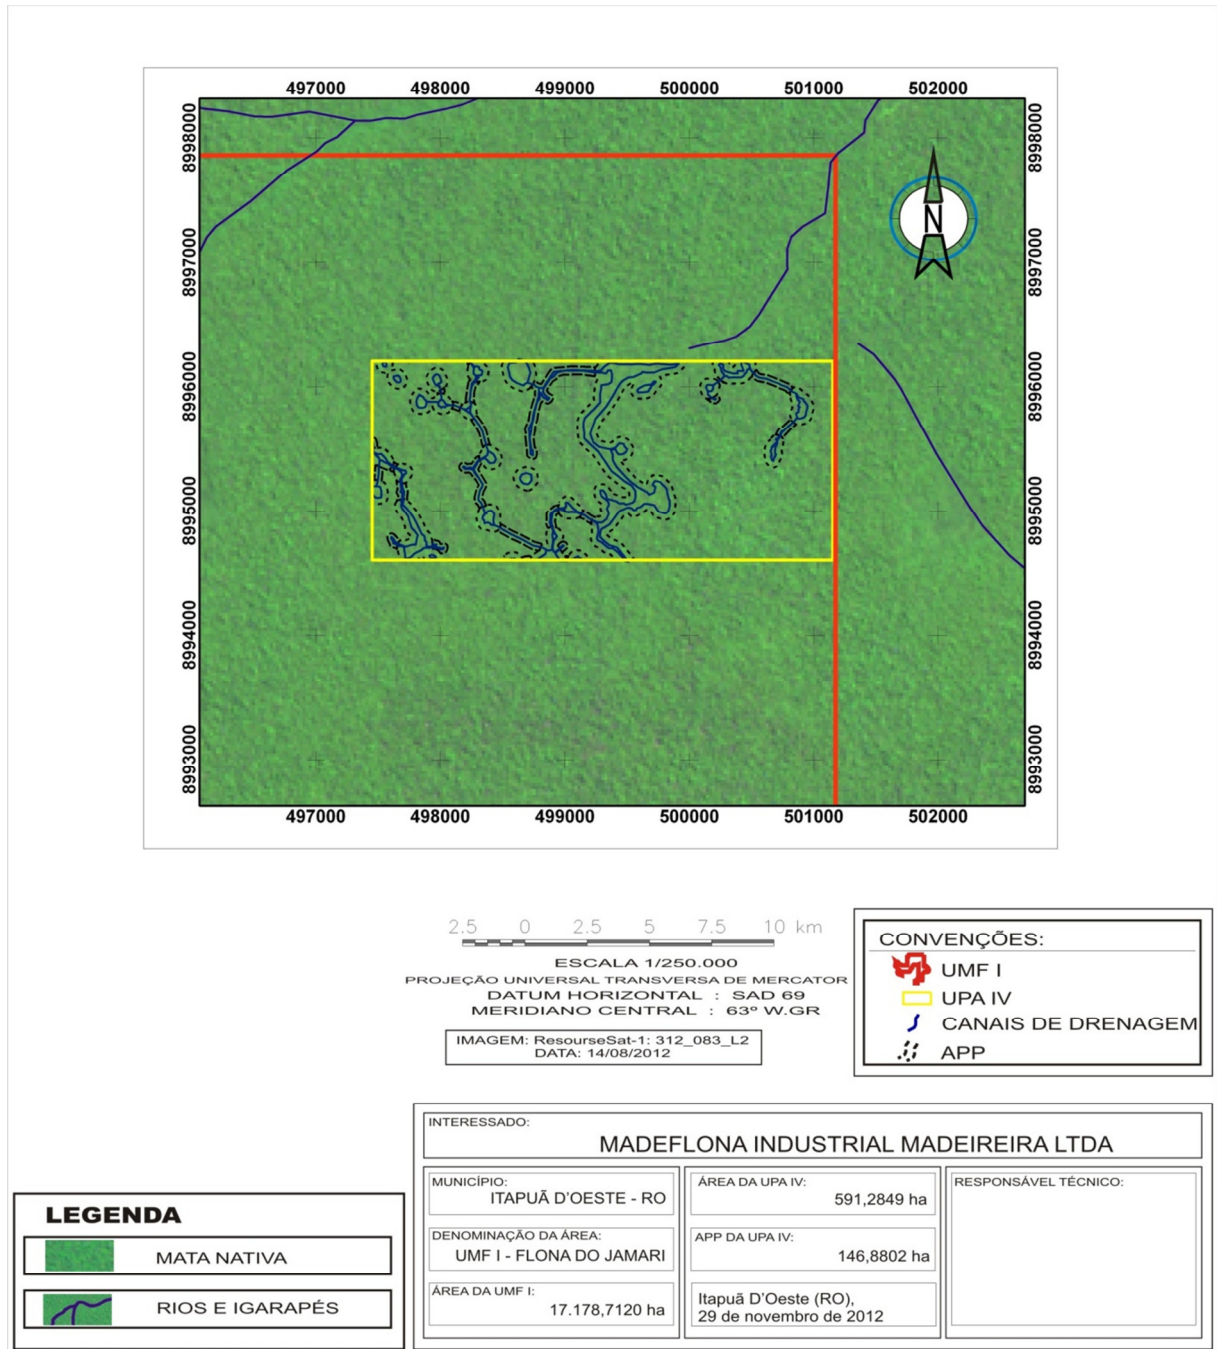 497000 498000 499000 500000 501000 502000
8998000 8998000
8997000 8997000
8996000 8996000
8995000 8995000
8994000 8994000
8993000 8993000
N
497000 498000 499000 500000 501000 502000
2.5 0 2.5 5 7.5 10 km
ESCALA 1/250.000
PROJEÇÃO UNIVERSAL TRANSVERSA DE MERCATOR
DATUM HORIZONTAL : SAD 69
MERIDIANO CENTRAL : 63º W.GR
IMAGEM: ResourseSat-1: 312_083_L2
DATA: 14/08/2012
CONVENÇÕES:
UMF I
UPA IV
CANAIS DE DRENAGEM
APP
INTERESSADO:
MADEFLONA INDUSTRIAL MADEIREIRA LTDA
MUNICÍPIO:
ITAPUÃ D'OESTE - RO
DENOMINAÇÃO DA ÁREA:
UMF I - FLONA DO JAMARI
ÁREA DA UMF I:
17.178,7120 ha
ÁREA DA UPA IV:
591,2849 ha
APP DA UPA IV:
146,8802 ha
Itapuã D'Oeste (RO),
29 de novembro de 2012
RESPONSÁVEL TÉCNICO:
LEGENDA
MATA NATIVA
RIOS E IGARAPÉS